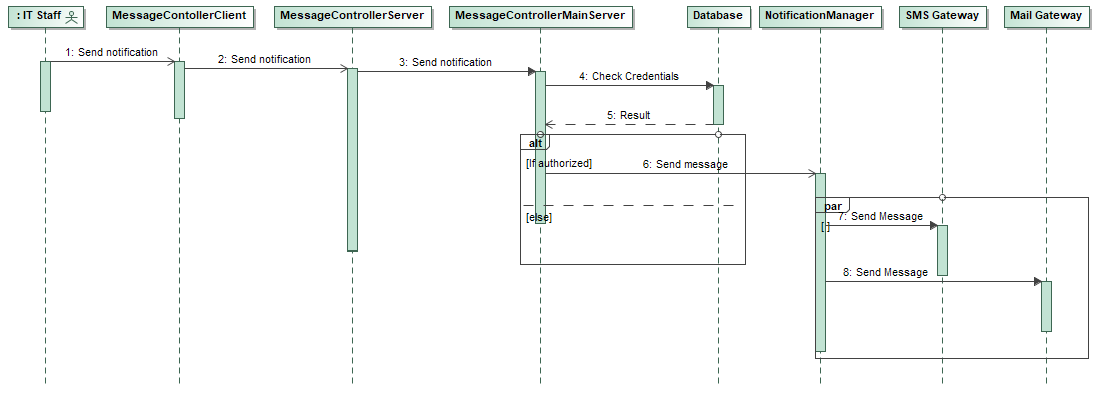 : IT Staff
MessageContollerClient
MessageControllerServer
MessageControllerMainServer
Database
NotificationManager
SMS Gateway
Mail Gateway
1: Send notification
2: Send notification
3: Send notification
4: Check Credentials
5: Result
alt
[If authorized]
6: Send message
[else]
par
7: Send Message
[ ]
8: Send Message